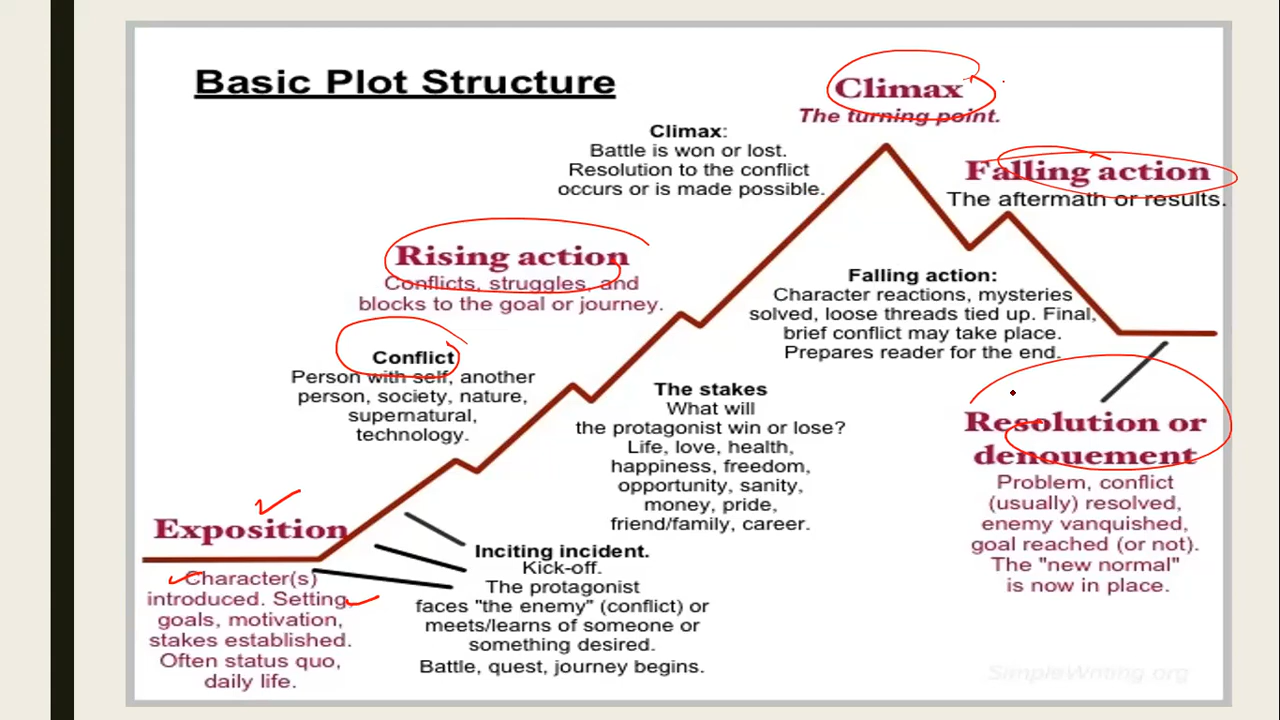 Basic Plot Structure
Climax
The turning point.
Climax:
Battle is won or lost.
Resolution to the conflict
occurs or is made possible.
Falling action
The aftermath or results.
Rising action
Conflicts, struggles, and
blocks to the goal or journey.
Falling action:
Character reactions, mysteries
solved, loose threads tied up. Final,
brief conflict may take place.
Prepares reader for the end.
Conflict
Person with self, another
person, society, nature,
supernatural,
technology.
The stakes
What will
the protagonist win or lose?
Life, love, health,
happiness, freedom,
opportunity, sanity,
money, pride,
friend/family, career.
Resolution or
denouement
Problem, conflict
(usually) resolved,
enemy vanquished,
goal reached (or not).
The "new normal"
is now in place.
Exposition
Character(s)
introduced. Setting,
goals, motivation,
stakes established.
Often status quo,
daily life.
Inciting incident.
Kick-off.
The protagonist
faces "the enemy" (conflict) or
meets/learns of someone or
something desired.
Battle, quest, journey begins.
SimpleWriting.org